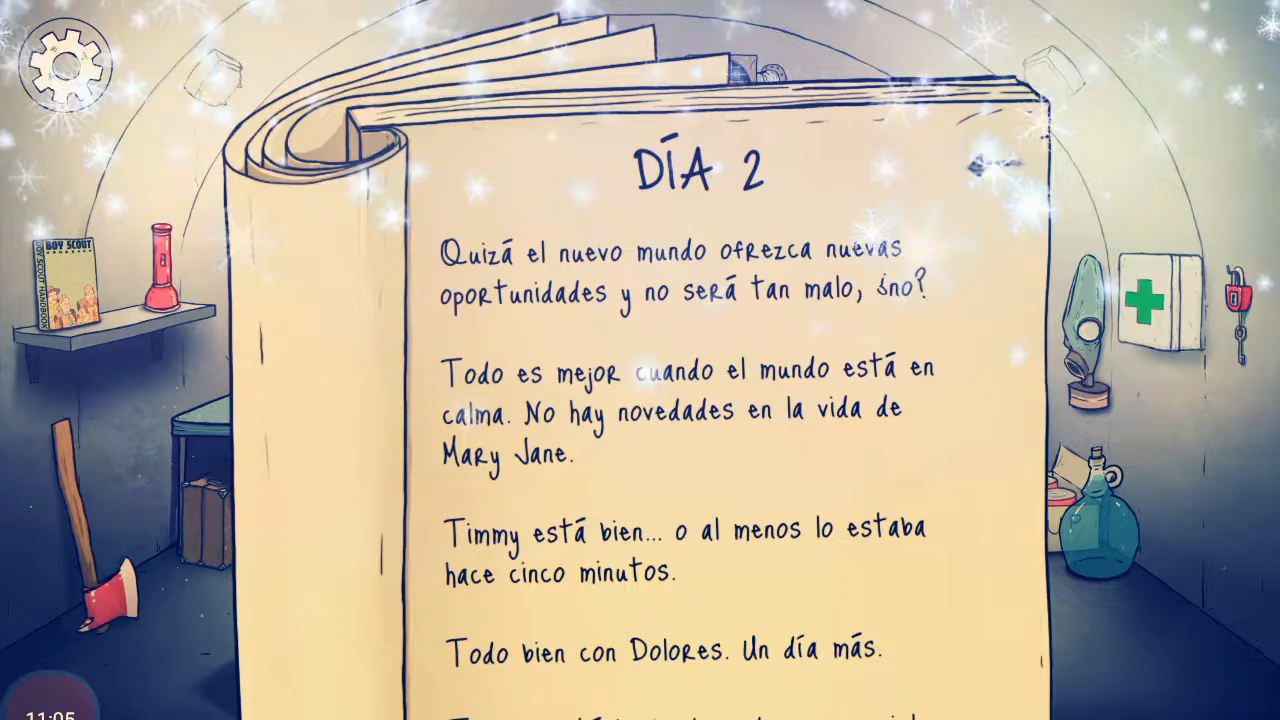 DÍA 2
Quizá el nuevo mundo ofrezca nuevas
oportunidades y no será tan malo, ¿no?
Todo es mejor cuando el mundo está en
calma. No hay novedades en la vida de
Mary Jane.
Timmy está bien... o al menos lo estaba
hace cinco minutos.
Todo bien con Dolores. Un día más.
BOY SCOUT
HANDBOOK
BOY SCOUT HANDBOOK
11:05